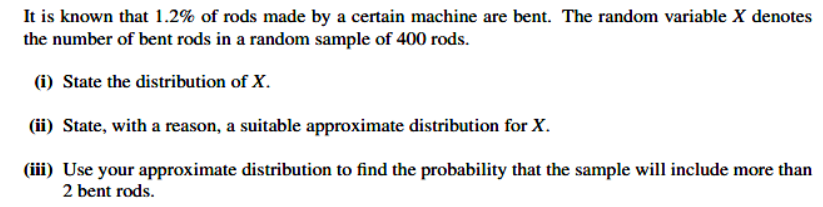 It is known that 1.2% of rods made by a certain machine are bent. The random variable X denotes
the number of bent rods in a random sample of 400 rods.
(i) State the distribution of X.
(ii) State, with a reason, a suitable approximate distribution for X.
(iii) Use your approximate distribution to find the probability that the sample will include more than
2 bent rods.